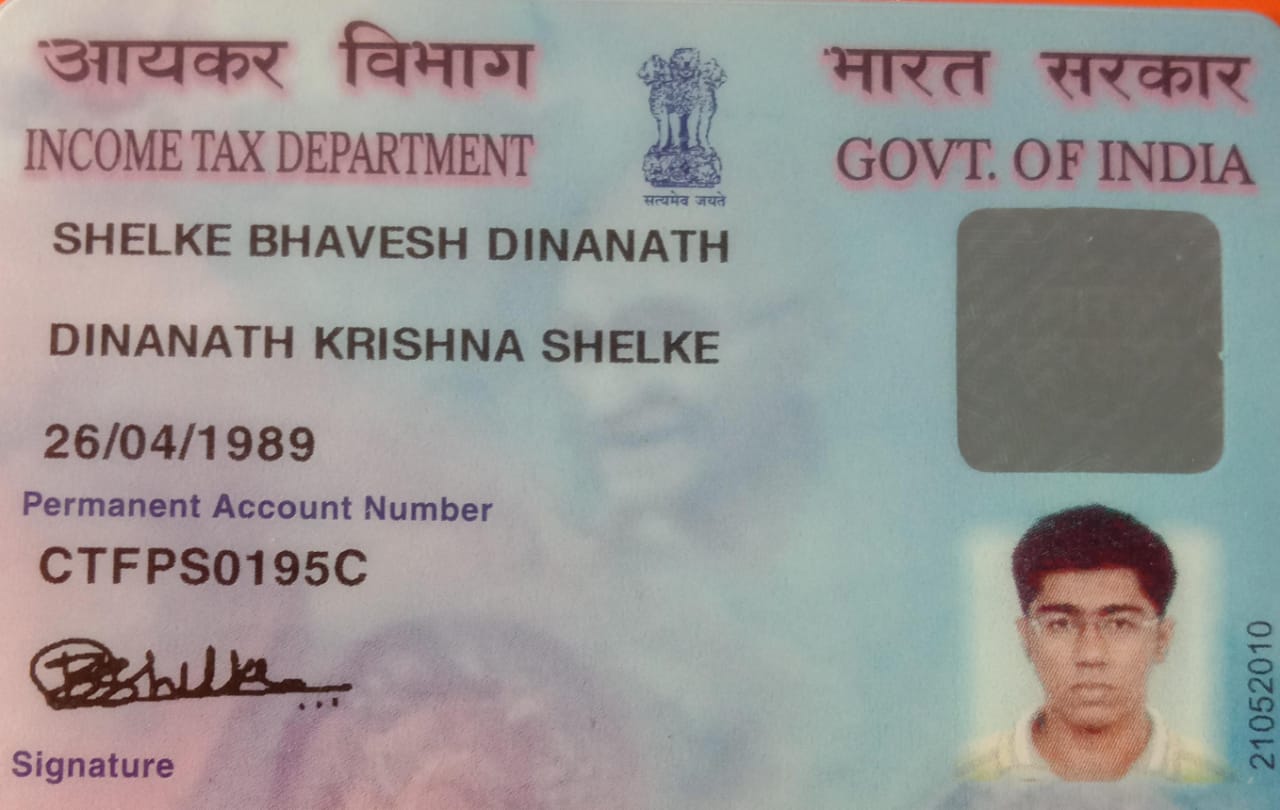 आयकर विभाग
INCOME TAX DEPARTMENT
सत्यमेव जयते
भारत सरकार
GOVT. OF INDIA
SHELKE BHAVESH DINANATH
DINANATH KRISHNA SHELKE
26/04/1989
Permanent Account Number
CTFPS0195C
Signature
21052010